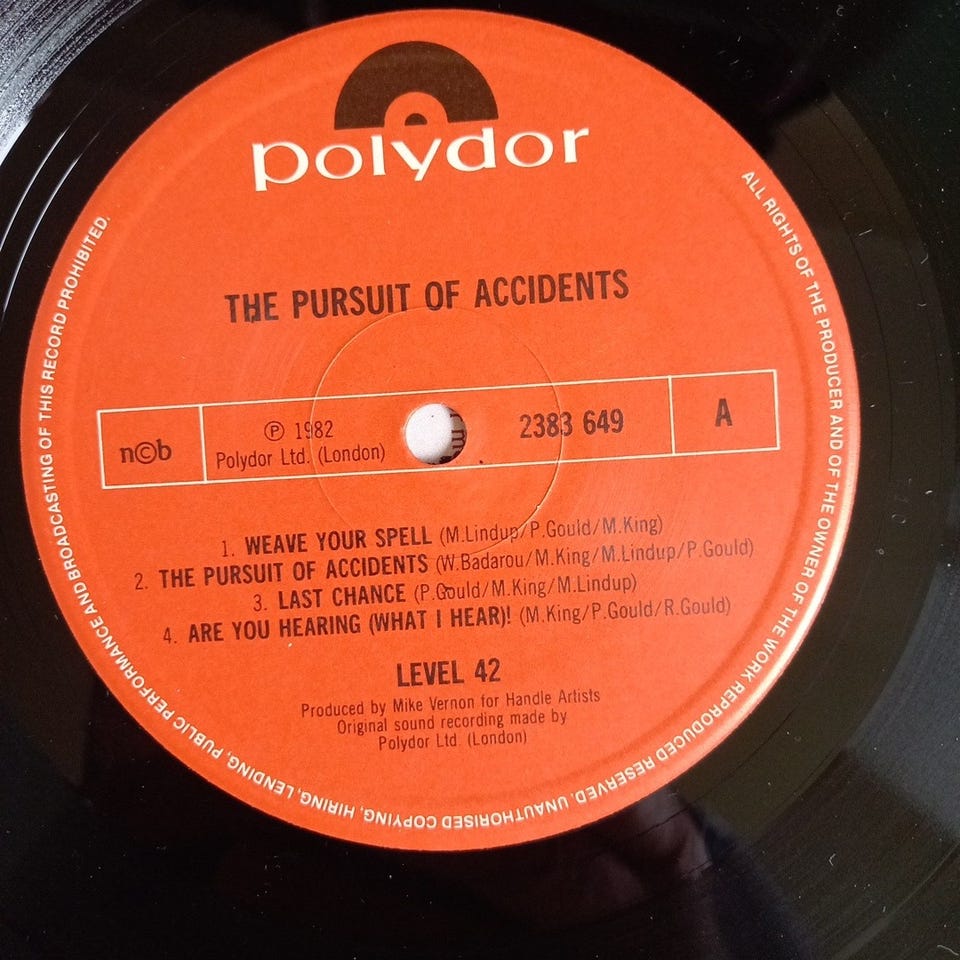 polydor
THE PURSUIT OF ACCIDENTS
n©b
℗ 1982
Polydor Ltd. (London)
2383 649
A
1. WEAVE YOUR SPELL (M.Lindup/P.Gould/M.King)
2. THE PURSUIT OF ACCIDENTS (W.Badarou/M.King/M.Lindup/P.Gould)
3. LAST CHANCE (P.Gould/M.King/M.Lindup)
4. ARE YOU HEARING (WHAT I HEAR)! (M.King/P.Gould/R.Gould)
LEVEL 42
Produced by Mike Vernon for Handle Artists
Original sound recording made by
Polydor Ltd. (London)
ALL RIGHTS OF THE PRODUCER AND OF THE OWNER OF THE WORK REPRODUCED RESERVED. UNAUTHORISED COPYING, HIRING, LENDING, PUBLIC PERFORMANCE AND BROADCASTING OF THIS RECORD PROHIBITED.